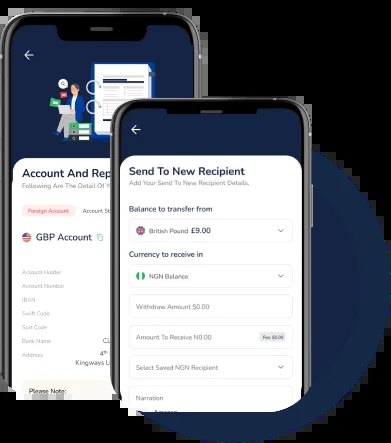 Account And Rep
Following Are The Detail Of Y
Foreign Account
Account St
GBP Account
Account Holder
Account Number
IBAN
Swift Code
Surt Code
Bank Name
CL
Address
4th
Kingways L
Please Note:
Send To New Recipient
Add Your Send To New Recipient Details.
Balance to transfer from
British Pound £9.00
Currency to receive in
NGN Balance
Withdraw Amount $0.00
Amount To Receive N0.00
Fee: $0.00
Select Saved NGN Recipient
Narration